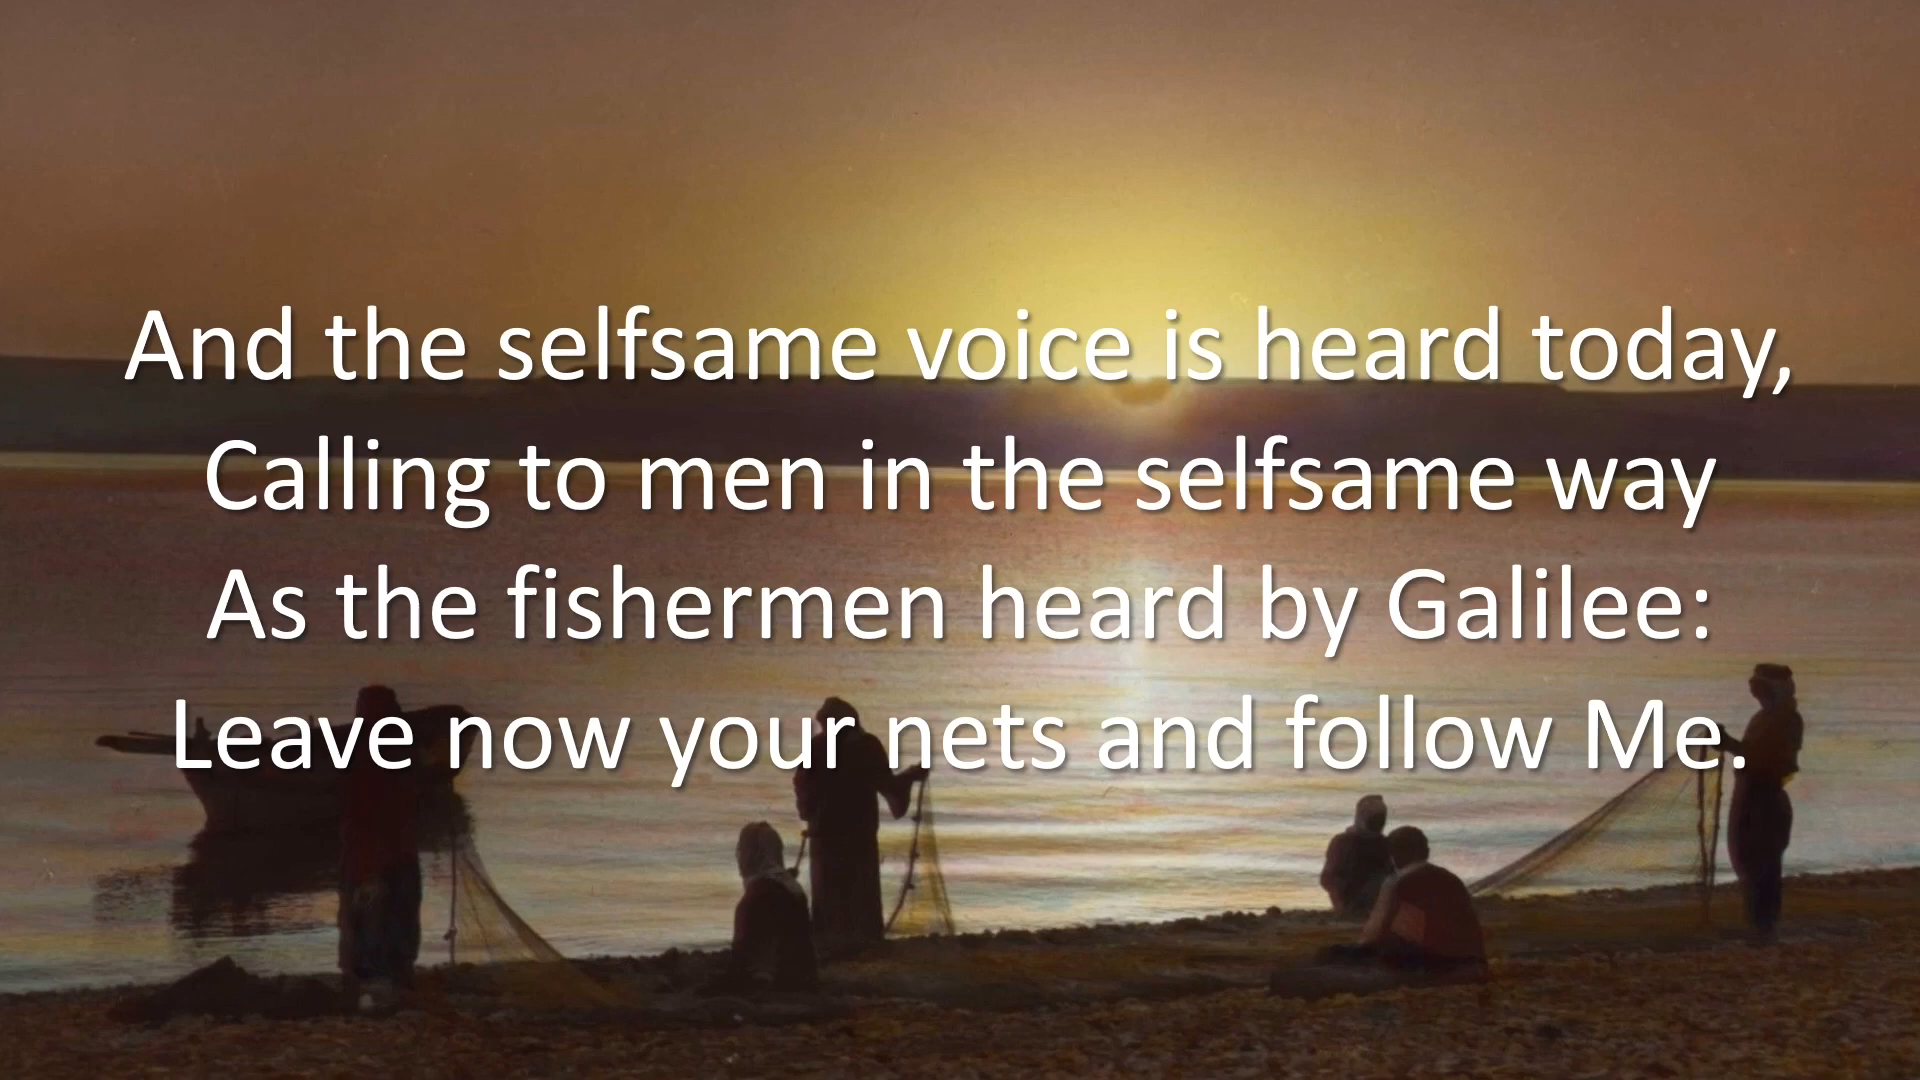 And the selfsame voice is heard today,
Calling to men in the selfsame way
As the fishermen heard by Galilee:
Leave now your nets and follow Me.